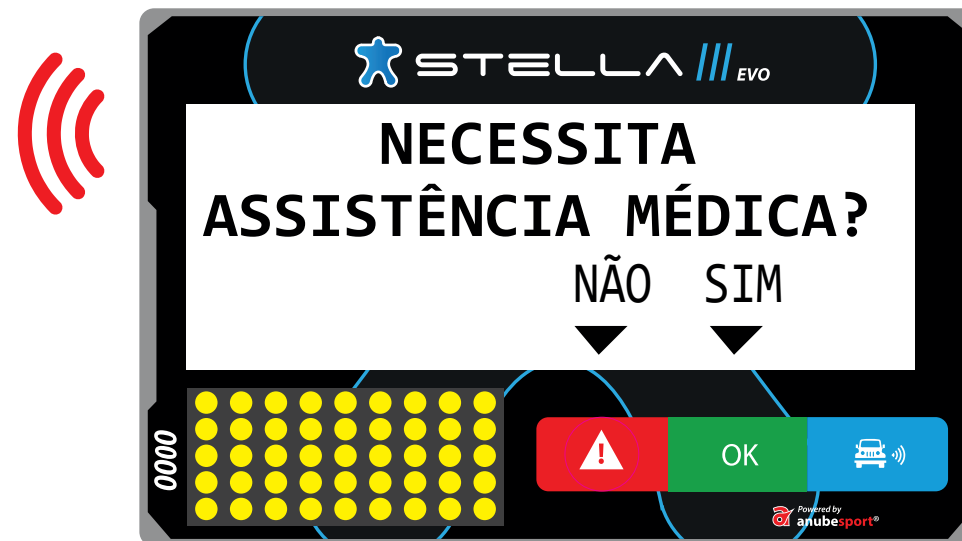 STELLA III EVO
NECESSITA
ASSISTÊNCIA MÉDICA?
NÃO SIM
0000
OK
Powered by
anubesport®